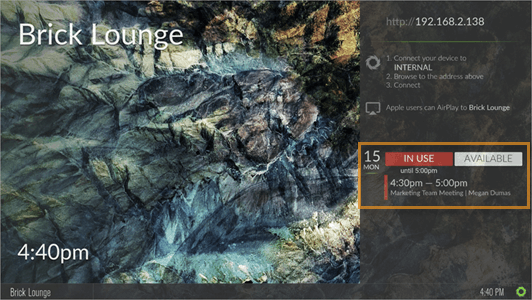 Brick Lounge
4:40pm
http://192.168.2.138
1. Connect your device to
INTERNAL
2. Browse to the address above
3. Connect
Apple users can AirPlay to Brick Lounge
15
MON
IN USE
AVAILABLE
until 5:00pm
4:30pm — 5:00pm
Marketing Team Meeting | Megan Dumas
Brick Lounge
4:40 PM